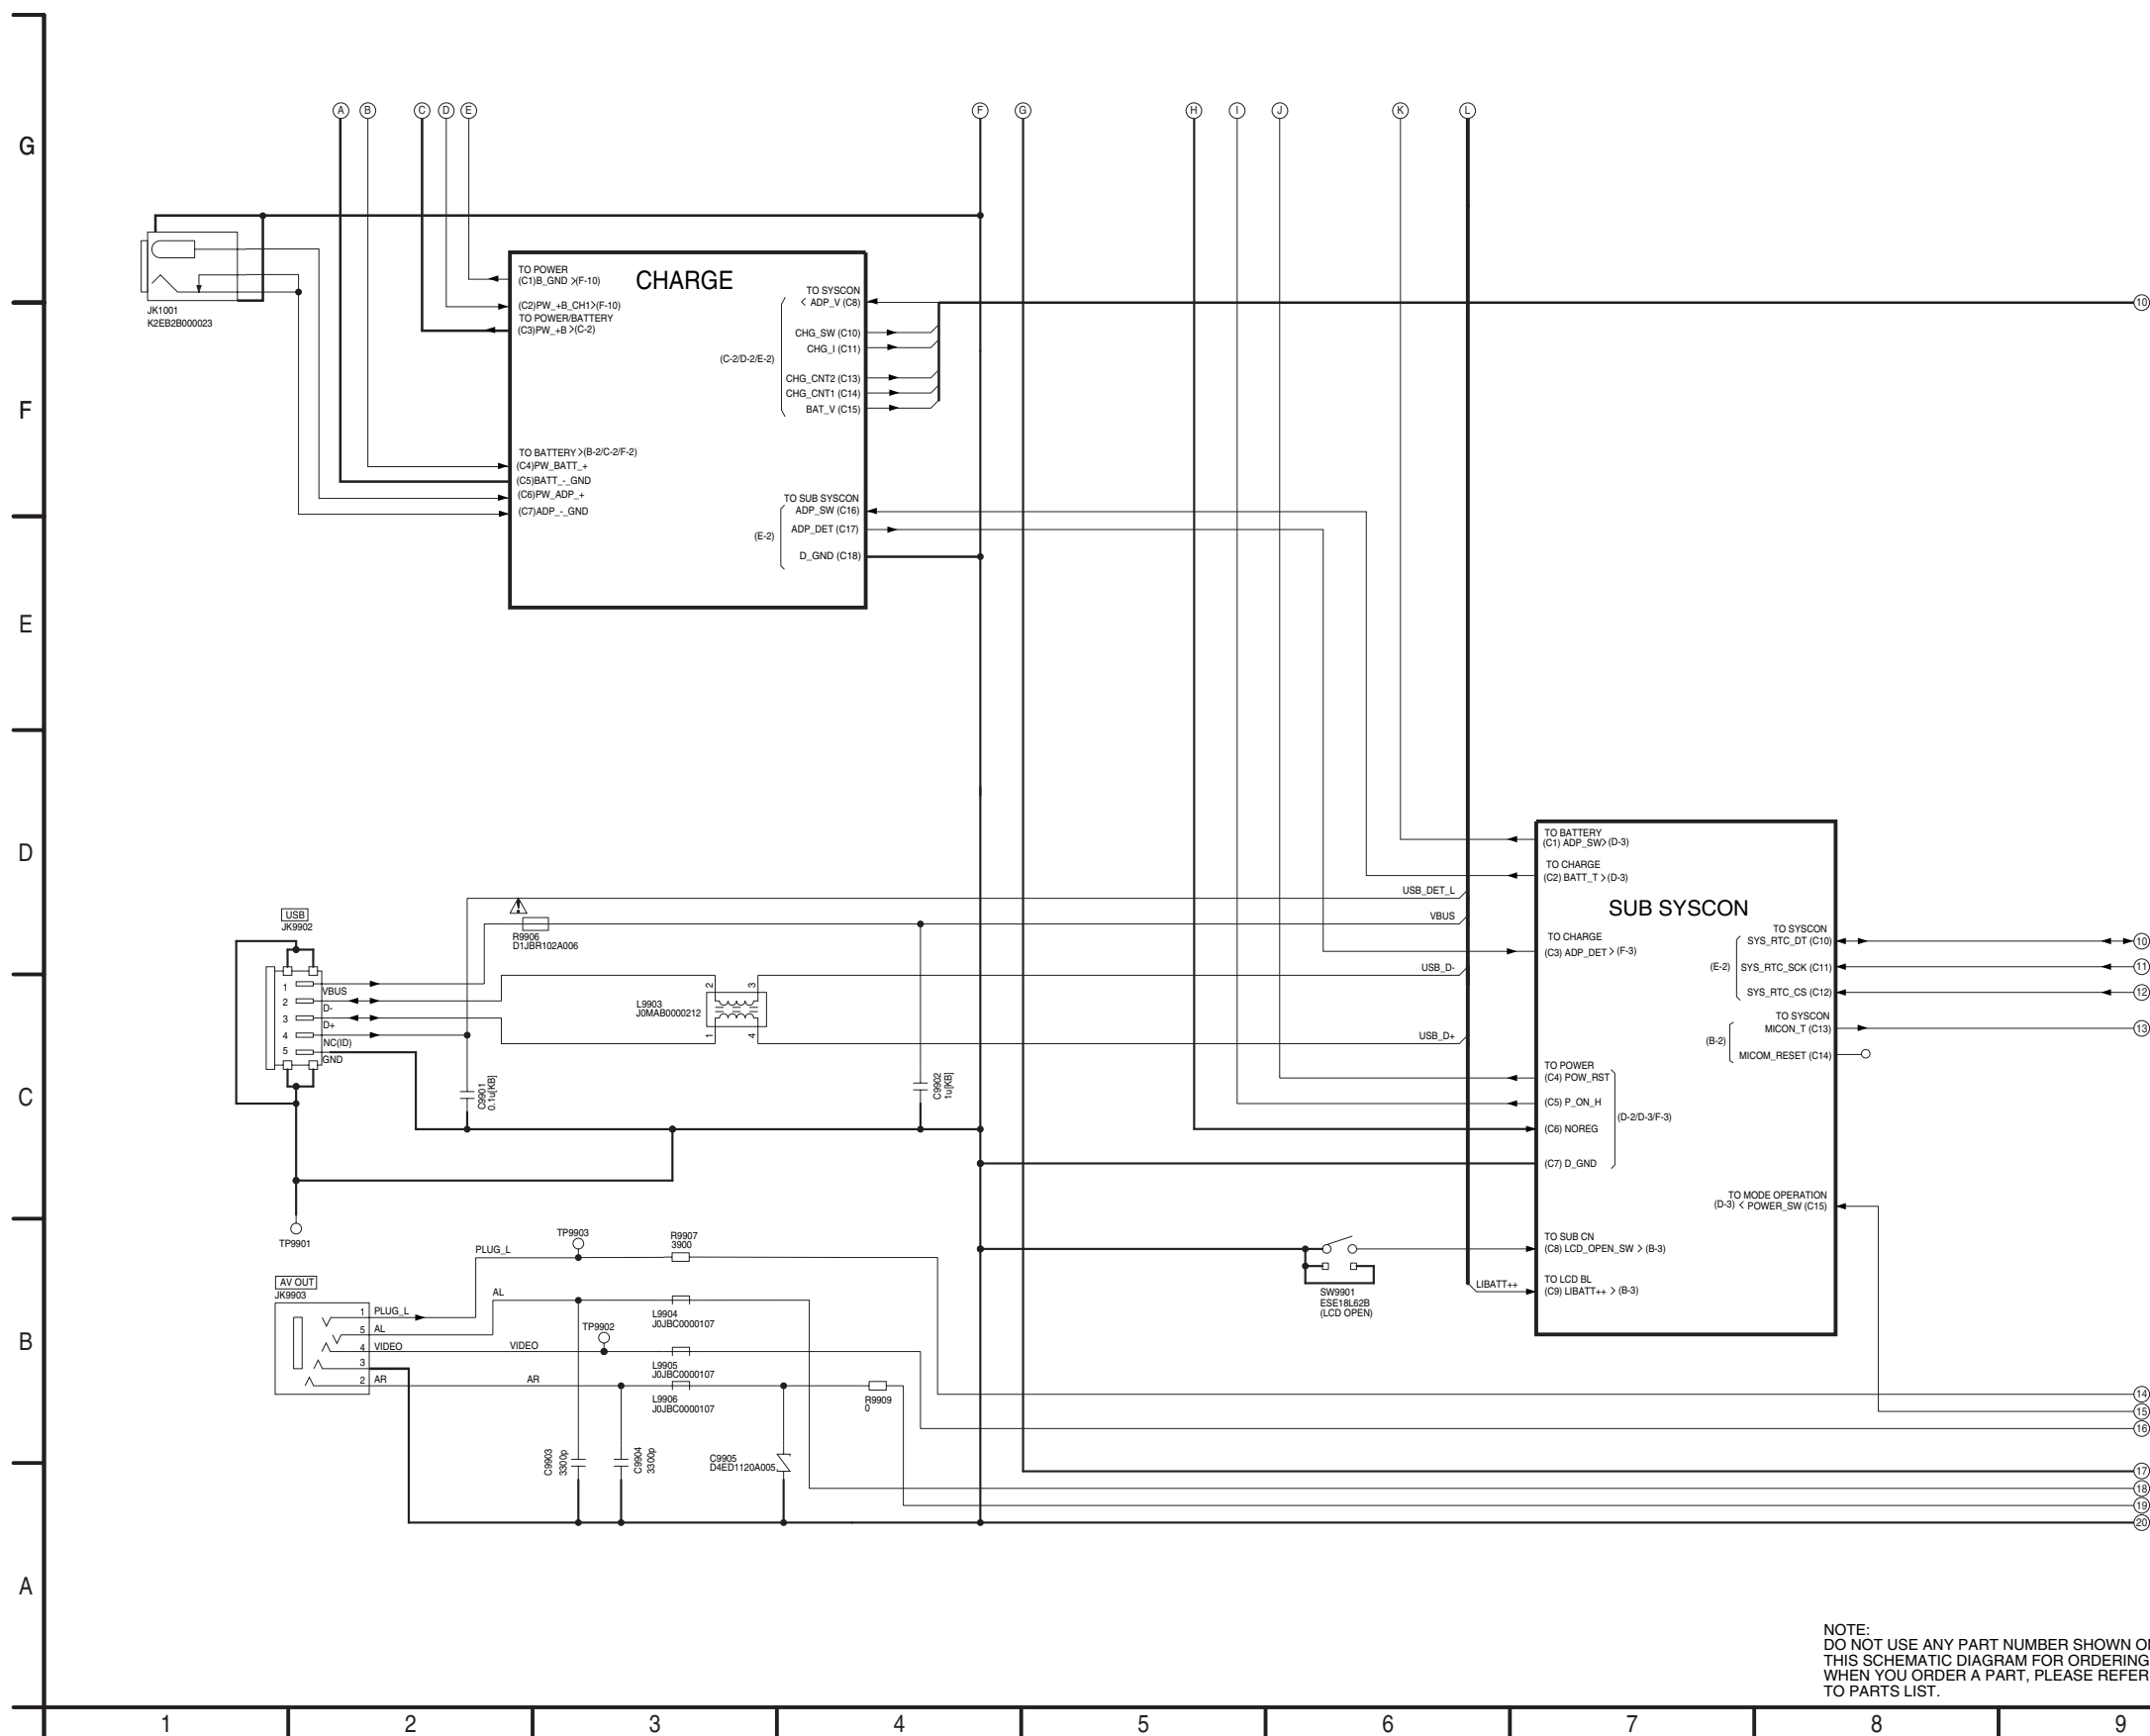 G
F
E
D
C
B
A
A B C D E F G H I J K L
JK1001
K2EB2B000023
CHARGE
TO POWER
(C1)B_GND >(F-10)
(C2)PW_+B_CH1>(F-10)
TO POWER/BATTERY
(C3)PW_+B >(C-2)
TO BATTERY>(B-2/C-2/F-2)
(C4)PW_BATT_+
(C5)BATT_-_GND
(C6)PW_ADP_+
(C7)ADP_-_GND
TO SYSCON
< ADP_V (C8)
CHG_SW (C10)
CHG_I (C11)
(C-2/D-2/E-2)
CHG_CNT2 (C13)
CHG_CNT1 (C14)
BAT_V (C15)
TO SUB SYSCON
ADP_SW (C16)
(E-2)
ADP_DET (C17)
D_GND (C18)
10
SUB SYSCON
TO BATTERY
(C1) ADP_SW>(D-3)
TO CHARGE
(C2) BATT_T >(D-3)
TO CHARGE
(C3) ADP_DET >(F-3)
TO POWER
(C4) POW_RST
(C5) P_ON_H
(D-2/D-3/F-3)
(C6) NOREG
(C7) D_GND
TO SUB CN
(C8) LCD_OPEN_SW > (B-3)
TO LCD BL
(C9) LIBATT++ > (B-3)
TO SYSCON
SYS_RTC_DT (C10)
(E-2)
SYS_RTC_SCK (C11)
SYS_RTC_CS (C12)
TO SYSCON
MICON_T (C13)
(B-2)
MICOM_RESET (C14)
TO MODE OPERATION
(D-3) < POWER_SW (C15)
10
11
12
13
USB_DET_L
VBUS
USB_D-
USB_D+
LIBATT++
USB
JK9902
1
VBUS
2
D-
3
D+
4
NC(ID)
5
GND
R9906
D1JBR102A006
L9903
J0MAB0000212
2 3
1 4
C9901
0.1u[KB]
C9902
1u[KB]
TP9901
SW9901
ESE18L62B
(LCD OPEN)
AV OUT
JK9903
1 PLUG_L
5 AL
4 VIDEO
3
2 AR
PLUG_L
AL
VIDEO
AR
TP9903
R9907
3900
L9904
J0JBC0000107
TP9902
L9905
J0JBC0000107
L9906
J0JBC0000107
R9909
0
C9903
3300p
C9904
3300p
C9905
D4ED1120A005
14
15
16
17
18
19
20
NOTE:
DO NOT USE ANY PART NUMBER SHOWN O
THIS SCHEMATIC DIAGRAM FOR ORDERING
WHEN YOU ORDER A PART, PLEASE REFER
TO PARTS LIST.
1 2 3 4 5 6 7 8 9